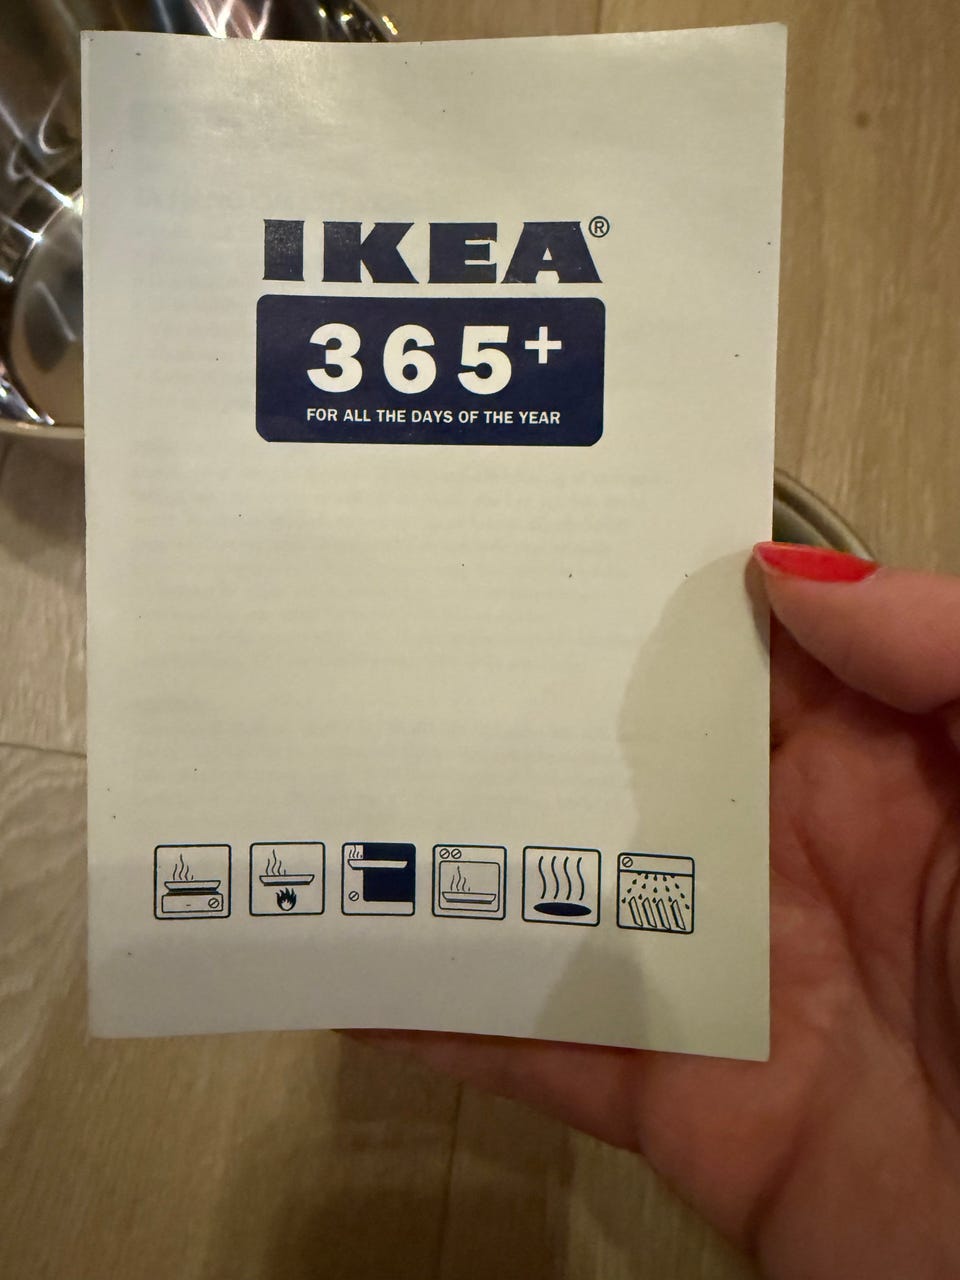 IKEA®
365+
FOR ALL THE DAYS OF THE YEAR